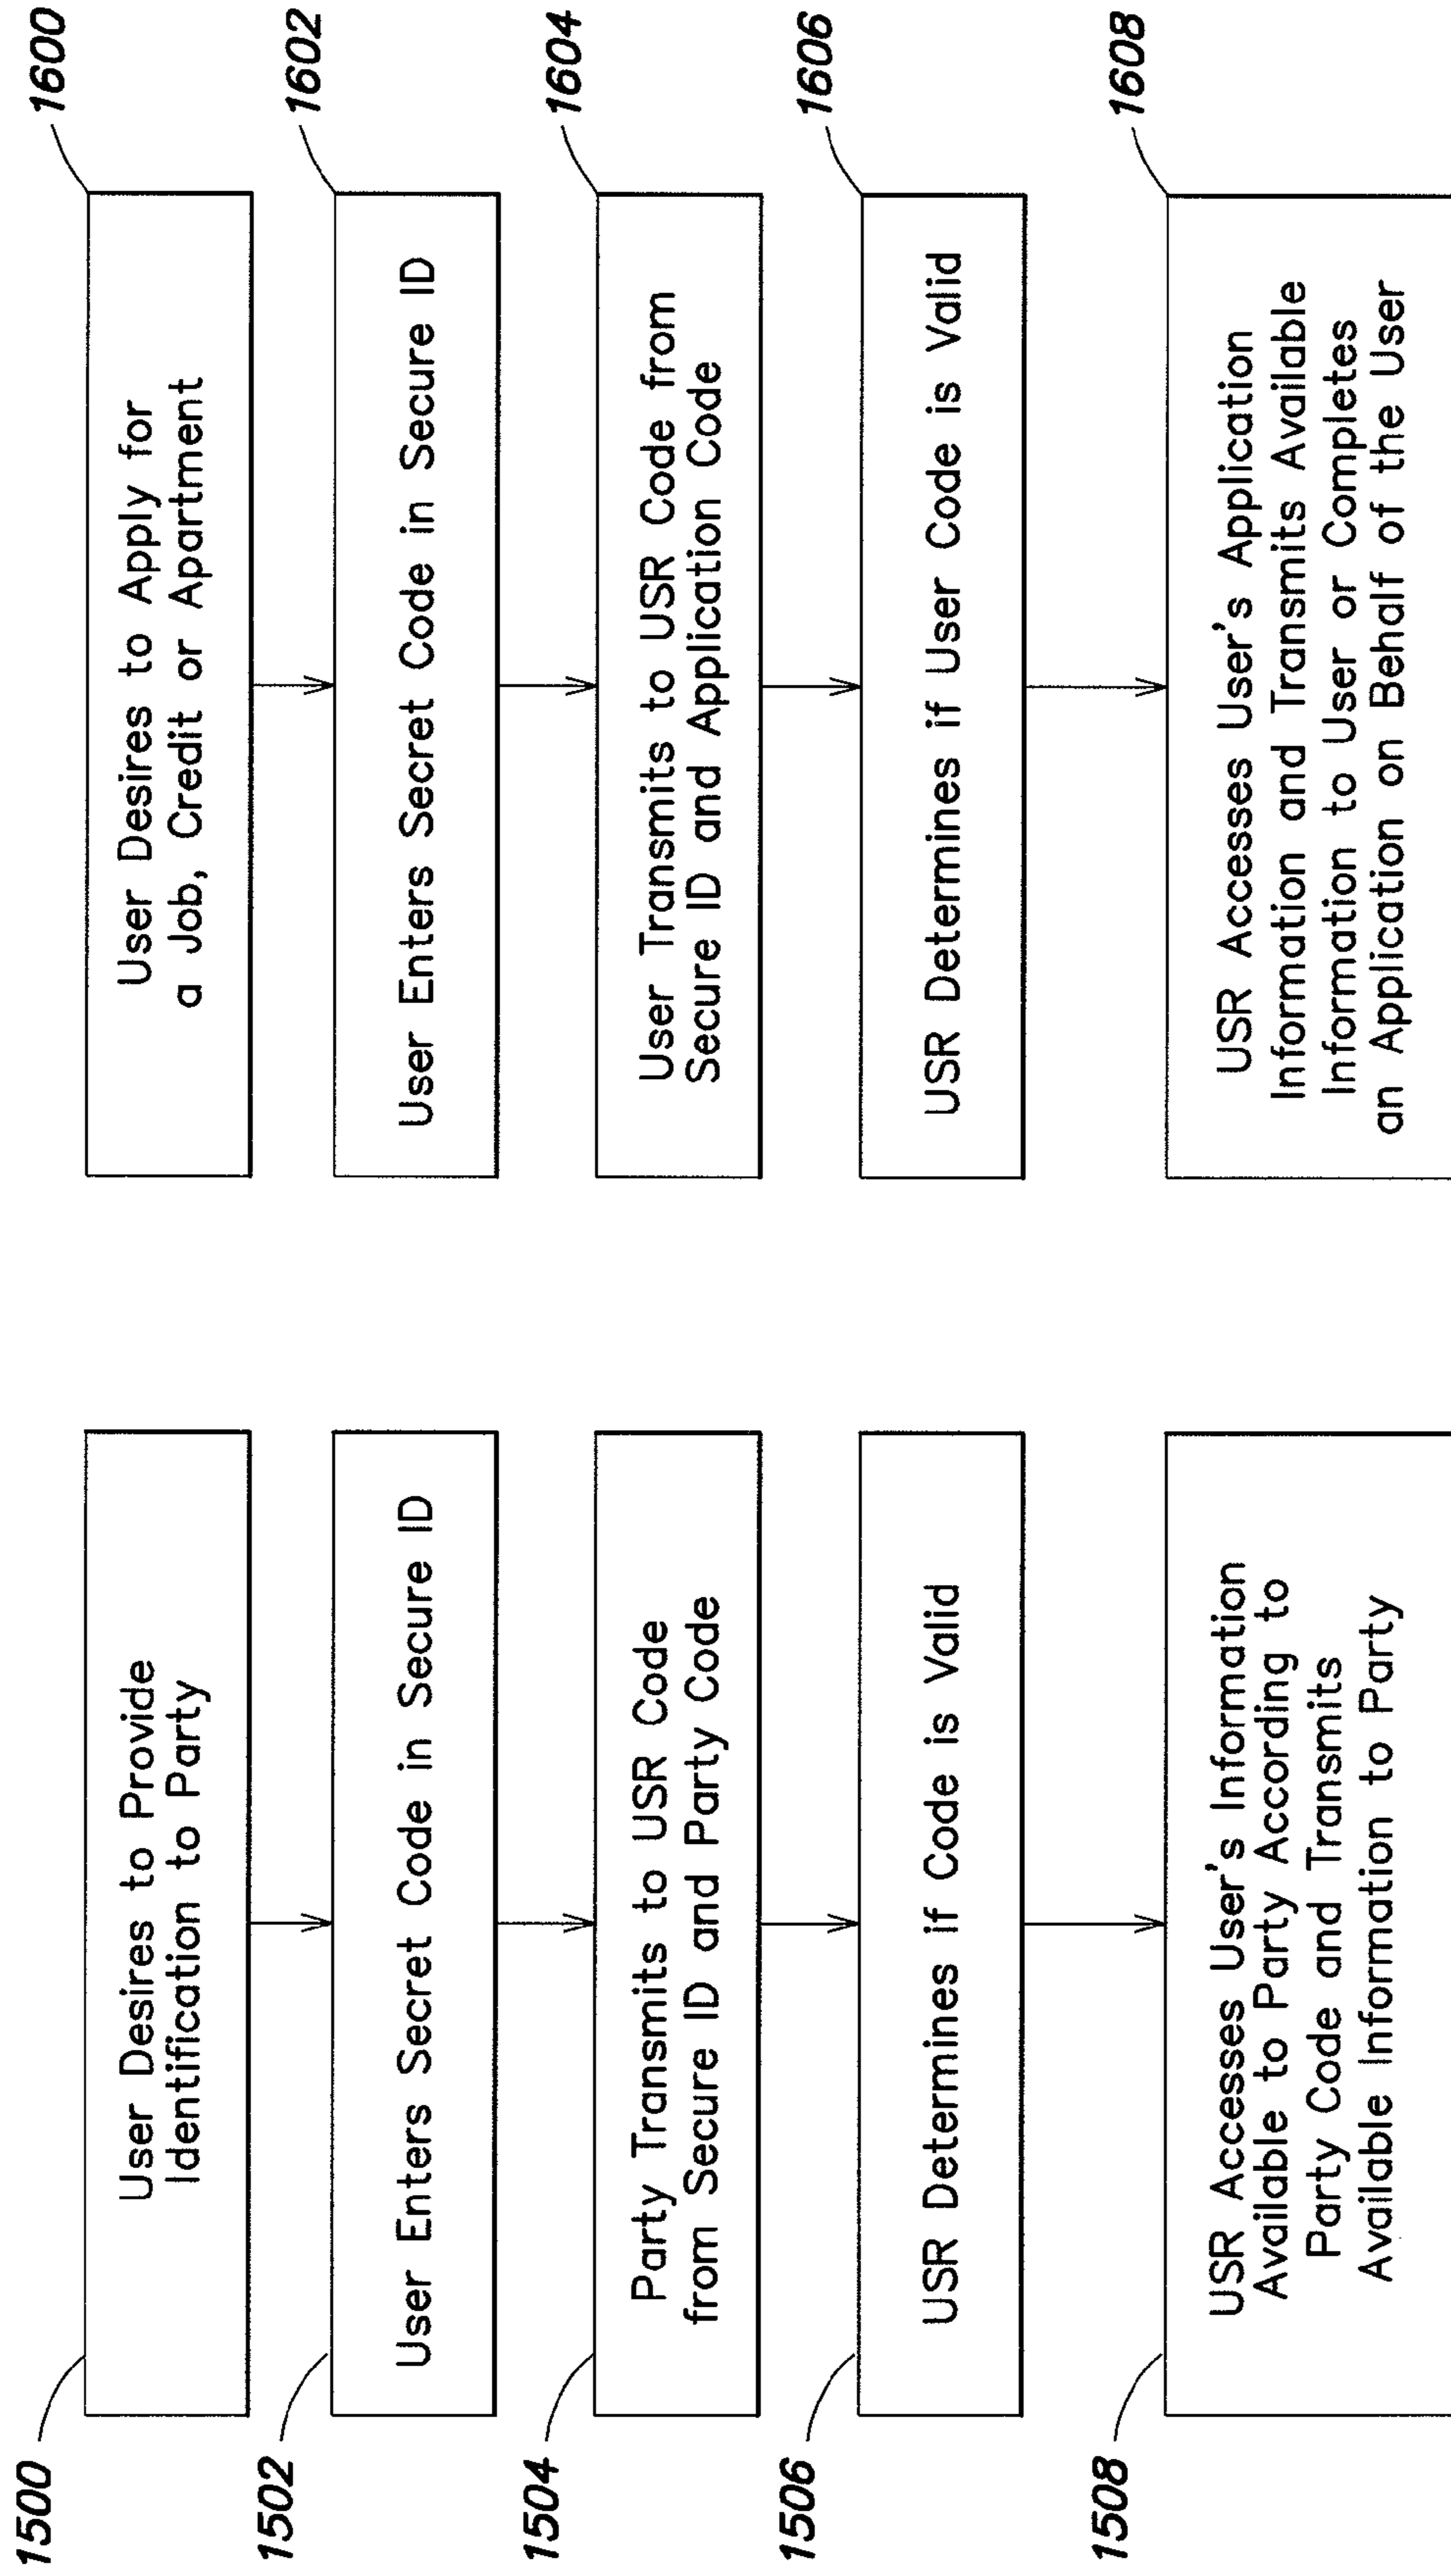 1500
User Desires to Provide
Identification to Party
1502
User Enters Secret Code in Secure ID
1504
Party Transmits to USR Code
from Secure ID and Party Code
1506
USR Determines if Code is Valid
1508
USR Accesses User's Information
Available to Party According to
Party Code and Transmits
Available Information to Party
1600
User Desires to Apply for
a Job, Credit or Apartment
1602
User Enters Secret Code in Secure ID
1604
User Transmits to USR Code from
Secure ID and Application Code
1606
USR Determines if User Code is Valid
1608
USR Accesses User's Application
Information and Transmits Available
Information to User or Completes
an Application on Behalf of the User